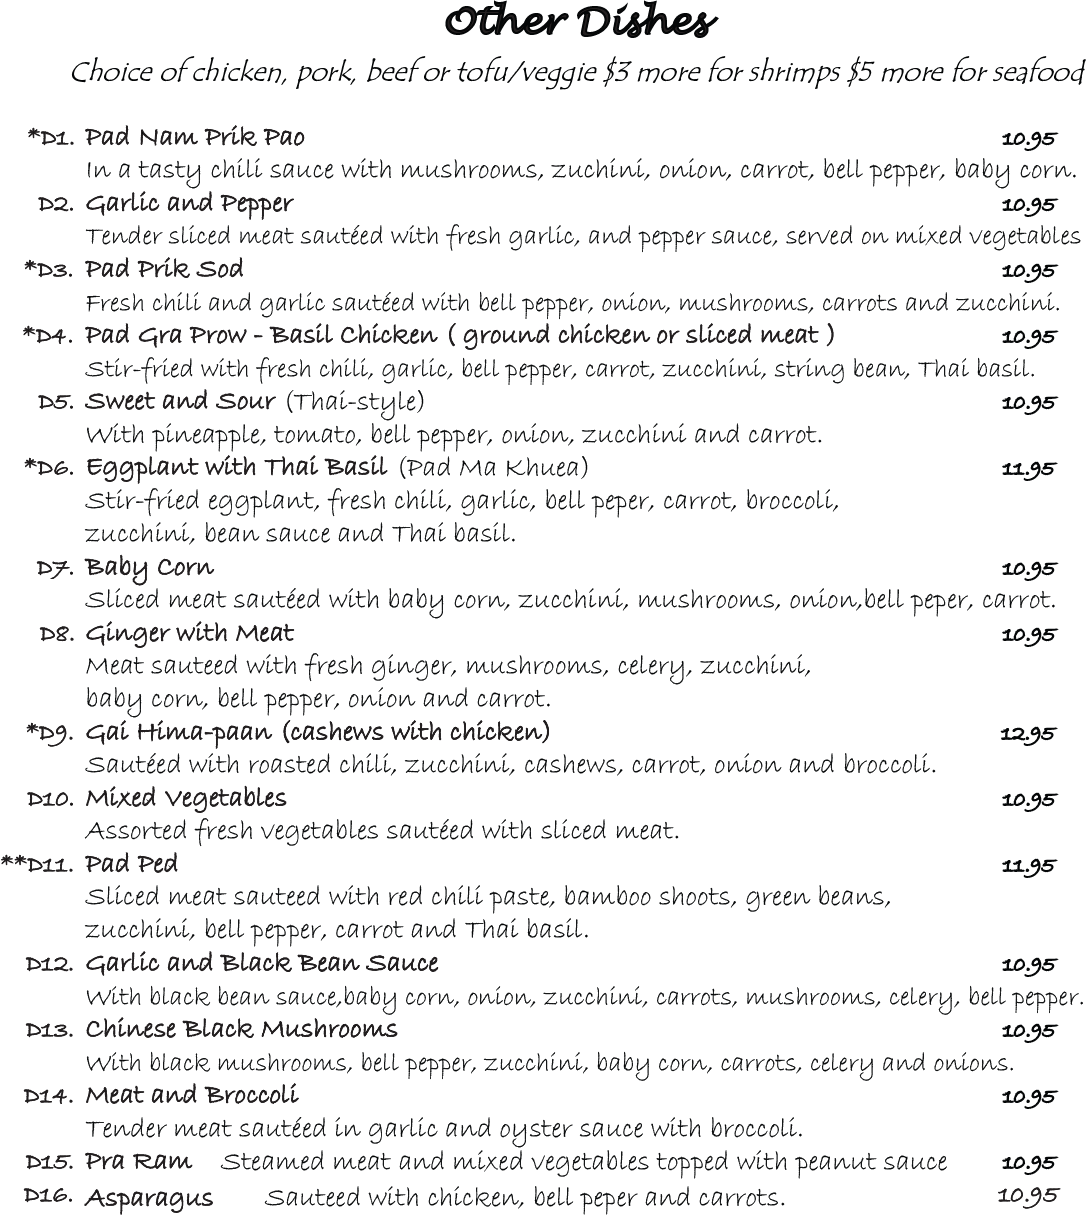 Other Dishes
Choice of chicken, pork, beef or tofu/veggie $3 more for shrimps $5 more for seafood
*D1. Pad Nam Prik Pao 10.95
In a tasty chili sauce with mushrooms, zuchini, onion, carrot, bell pepper, baby corn.
D2. Garlic and Pepper 10.95
Tender sliced meat sautéed with fresh garlic, and pepper sauce, served on mixed vegetables
*D3. Pad Prik Sod 10.95
Fresh chili and garlic sautéed with bell pepper, onion, mushrooms, carrots and zucchini.
*D4. Pad Gra Prow - Basil Chicken ( ground chicken or sliced meat ) 10.95
Stir-fried with fresh chili, garlic, bell pepper, carrot, zucchini, string bean, Thai basil.
D5. Sweet and Sour (Thai-style) 10.95
With pineapple, tomato, bell pepper, onion, zucchini and carrot.
*D6. Eggplant with Thai Basil (Pad Ma Khuea) 11.95
Stir-fried eggplant, fresh chili, garlic, bell peper, carrot, broccoli,
zucchini, bean sauce and Thai basil.
D7. Baby Corn 10.95
Sliced meat sautéed with baby corn, zucchini, mushrooms, onion,bell peper, carrot.
D8. Ginger with Meat 10.95
Meat sauteed with fresh ginger, mushrooms, celery, zucchini,
baby corn, bell pepper, onion and carrot.
*D9. Gai Hima-paan (cashews with chicken) 12.95
Sautéed with roasted chili, zucchini, cashews, carrot, onion and broccoli.
D10. Mixed Vegetables 10.95
Assorted fresh vegetables sautéed with sliced meat.
**D11. Pad Ped 11.95
Sliced meat sauteed with red chili paste, bamboo shoots, green beans,
zucchini, bell pepper, carrot and Thai basil.
D12. Garlic and Black Bean Sauce 10.95
With black bean sauce,baby corn, onion, zucchini, carrots, mushrooms, celery, bell pepper.
D13. Chinese Black Mushrooms 10.95
With black mushrooms, bell pepper, zucchini, baby corn, carrots, celery and onions.
D14. Meat and Broccoli 10.95
Tender meat sautéed in garlic and oyster sauce with broccoli.
D15. Pra Ram Steamed meat and mixed vegetables topped with peanut sauce 10.95
D16. Asparagus Sauteed with chicken, bell peper and carrots. 10.95